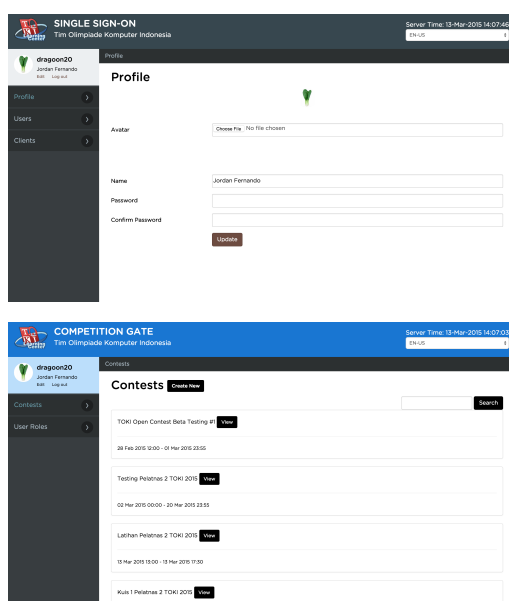 SINGLE SIGN-ON
Tim Olimpiade Komputer Indonesia
Server Time: 13-Mar-2015 14:07:46
EN-US
dragoon20
Jordan Fernando
Edit Log out
Profile
Users
Clients
Profile
Profile
Avatar
Choose File No file chosen
Name
Jordan Fernando
Password
Confirm Password
Update
COMPETITION GATE
Tim Olimpiade Komputer Indonesia
Server Time: 13-Mar-2015 14:07:03
EN-US
dragoon20
Jordan Fernando
Edit Log out
Contests
User Roles
Contests
Contests Create New
Search
TOKI Open Contest Beta Testing #1 View
28 Feb 2015 12:00 - 01 Mar 2015 23:55
Testing Pelatnas 2 TOKI 2015 View
02 Mar 2015 00:00 - 20 Mar 2015 23:55
Latihan Pelatnas 2 TOKI 2015 View
13 Mar 2015 13:00 - 13 Mar 2015 17:30
Kuis 1 Pelatnas 2 TOKI 2015 View